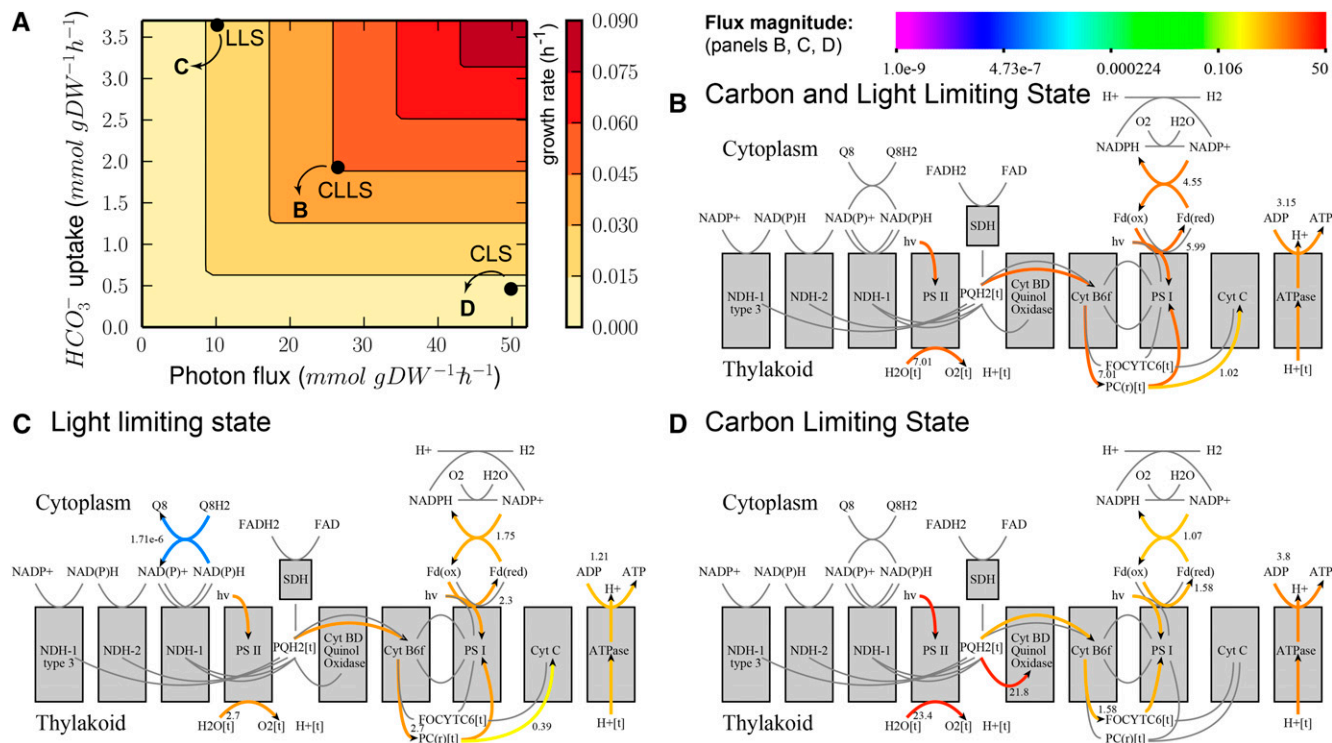 A
HCO3− uptake (mmol gDW−1h−1)
3.5
3.0
2.5
2.0
1.5
1.0
0.5
0.0
0
10
20
30
40
50
Photon flux (mmol gDW−1h−1)
LLS
C
CLLS
B
CLS
D
growth rate (h−1)
0.090
0.075
0.060
0.045
0.030
0.015
0.000
Flux magnitude:
(panels B, C, D)
1.0e-9 4.73e-7 0.000224 0.106 50
B Carbon and Light Limiting State
H+ H2
O2 H2O
NADPH NADP+
Cytoplasm
Q8 Q8H2
FADH2 FAD
4.55
3.15
NADP+ NAD(P)H NAD(P)+ NAD(P)H
SDH
Fd(ox) Fd(red)
ADP ATP
H+
hv
hv
5.99
NDH-1
type 3
NDH-2
NDH-1
PS II
PQH2[t]
Cyt BD
Quinol
Oxidase
Cyt B6f
PS I
Cyt C
ATPase
Thylakoid
7.01
H2O[t] O2[t] H+[t]
7.01
FOCYTC6[t]
PC(r)[t]
1.02
H+[t]
C Light limiting state
H+ H2
O2 H2O
NADPH NADP+
Cytoplasm
Q8 Q8H2
FADH2 FAD
1.71e-6
1.75
1.21
NADP+ NAD(P)H NAD(P)+ NAD(P)H
SDH
Fd(ox) Fd(red)
ADP ATP
H+
hv
hv
2.3
NDH-1
type 3
NDH-2
NDH-1
PS II
PQH2[t]
Cyt BD
Quinol
Oxidase
Cyt B6f
PS I
Cyt C
ATPase
Thylakoid
2.7
H2O[t] O2[t] H+[t]
2.7
FOCYTC6[t]
PC(r)[t]
0.39
H+[t]
D Carbon Limiting State
H+ H2
O2 H2O
NADPH NADP+
Cytoplasm
Q8 Q8H2
FADH2 FAD
1.07
3.8
NADP+ NAD(P)H NAD(P)+ NAD(P)H
SDH
Fd(ox) Fd(red)
ADP ATP
H+
hv
hv
1.58
NDH-1
type 3
NDH-2
NDH-1
PS II
PQH2[t]
Cyt BD
Quinol
Oxidase
21.8
Cyt B6f
PS I
Cyt C
ATPase
Thylakoid
23.4
H2O[t] O2[t] H+[t]
1.58
FOCYTC6[t]
PC(r)[t]
H+[t]